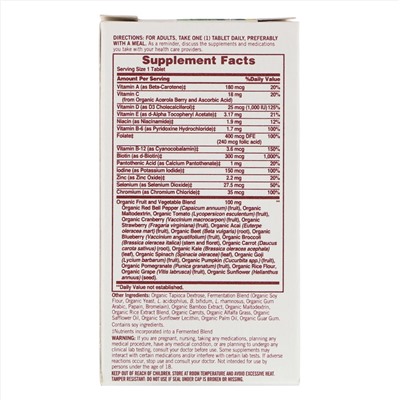 DIRECTIONS: FOR ADULTS, TAKE ONE (1) TABLET DAILY, PREFERABLY
WITH A MEAL. As a reminder, discuss the supplements and medications
you take with your health care providers.
Supplement Facts
Serving Size 1 Tablet
Amount Per Serving %Daily Value
Vitamin A (as Beta-Carotene)‡ 180 mcg 20%
Vitamin C 18 mg 20%
(from Organic Acerola Berry and Ascorbic Acid)
Vitamin D (as D3 Cholecalciferol)‡ 25 mcg (1,000 IU) 125%
Vitamin E (as d-Alpha Tocopheryl Acetate)‡ 3.17 mg 21%
Niacin (as Niacinamide)‡ 1.9 mg 12%
Vitamin B-6 (as Pyridoxine Hydrochloride)‡ 1.7 mg 100%
Folate‡ 400 mcg DFE 100%
(240 mcg folic acid)
Vitamin B-12 (as Cyanocobalamin)‡ 3.6 mcg 150%
Biotin (as d-Biotin)‡ 300 mcg 1,000%
Pantothenic Acid (as Calcium Pantothenate)‡ 1 mg 20%
Iodine (as Potassium Iodide)‡ 150 mcg 100%
Zinc (as Zinc Oxide)‡ 2.2 mg 20%
Selenium (as Selenium Dioxide)‡ 27.5 mcg 50%
Chromium (as Chromium Chloride)‡ 35 mcg 100%
Organic Fruit and Vegetable Blend 100 mg **
Organic Red Bell Pepper (Capsicum annuum) (fruit), Organic
Maltodextrin, Organic Tomato (Lycopersicon esculentum) (fruit),
Organic Cranberry (Vaccinium macrocarpon) (fruit), Organic
Strawberry (Fragaria virginiana) (fruit), Organic Acai (Euterpe
oleracea mart) (fruit), Organic Beet (Beta vulgaris) (root), Organic
Blueberry (Vaccinium angustifolium) (fruit), Organic Broccoli
(Brassica oleracea italica) (stem and floret), Organic Carrot (Daucus
carota sativus) (root), Organic Kale (Brassica oleracea acephala)
(leaf), Organic Spinach (Spinacia oleracea) (leaf), Organic Goji
(Lycium barbarum) (fruit), Organic Pumpkin (Cucurbita spp.) (fruit),
Organic Pomegranate (Punica granatum) (fruit), Organic Rice Flour,
Organic Grape (Vitis labrusca) (fruit), Organic Sunflower (Helianthus
annuus) (seed).
**Daily Value not established.
Other Ingredients: Organic Tapioca Dextrose, Fermentation Blend (Organic Soy
Flour, Organic Yeast, L. acidophilus, B. bifidum, L. rhamnosus, Organic Gum
Arabic, Papain, Bromelain), Organic Bamboo Extract, Organic Maltodextrin,
Organic Rice Extract Blend, Organic Carrots, Organic Alfalfa Grass, Organic
Safflower Oil, Organic Sunflower Lecithin, Organic Palm Oil, Organic Guar Gum.
Contains soy ingredients.
‡Nutrients incorporated into a Fermented Blend
WARNING: If you are pregnant, nursing, taking any medications, planning any
medical procedure, have any medical condition, or are planning to undergo any
clinical lab testing, consult your doctor before use. Some supplements may
interact with certain medications and/or interfere with certain lab tests. If adverse
reactions occur, stop use and consult your doctor. Not intended for use by persons
under the age of 18.
KEEP OUT OF REACH OF CHILDREN. STORE AT ROOM TEMPERATURE AND AVOID EXCESSIVE HEAT.
TAMPER RESISTANT: DO NOT USE IF SEAL UNDER CAP IS BROKEN OR MISSING.